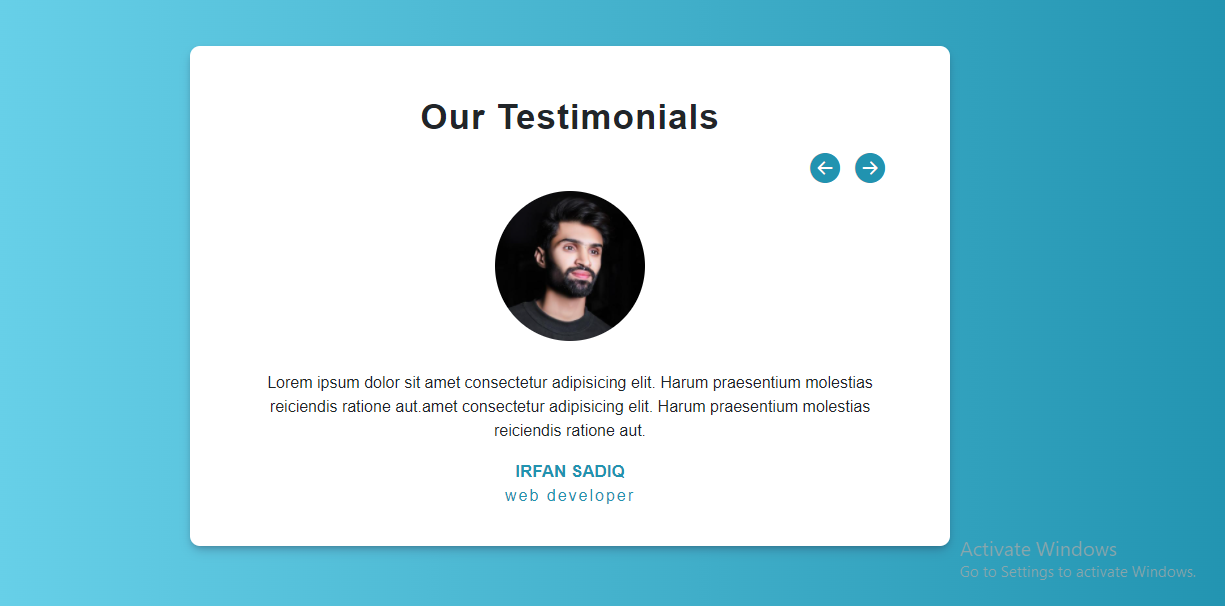 Our Testimonials
Lorem ipsum dolor sit amet consectetur adipisicing elit. Harum praesentium molestias
reiciendis ratione aut.amet consectetur adipisicing elit. Harum praesentium molestias
reiciendis ratione aut.
IRFAN SADIQ
web developer
Activate Windows
Go to Settings to activate Windows.